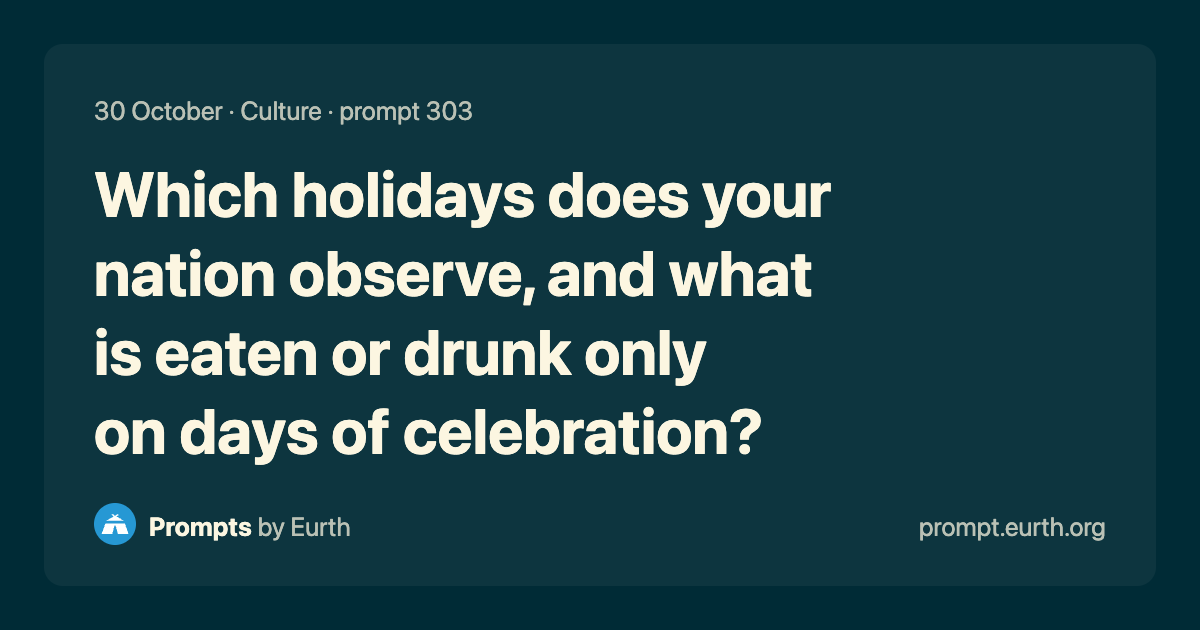 30 October · Culture · prompt 303
Which holidays does your
nation observe, and what
is eaten or drunk only
on days of celebration?
Prompts by Eurth
prompt.eurth.org